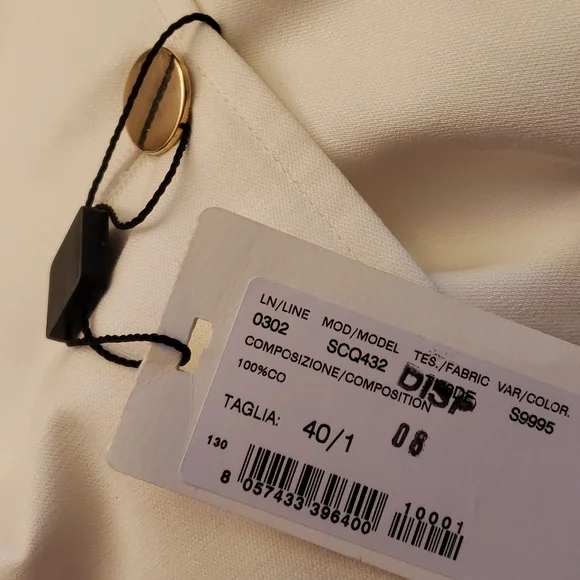 LN/LINE MOD/MODEL TES./FABRIC VAR/COLOR.
0302 SCQ432 S9995
COMPOSIZIONE/COMPOSITION
DISP
100%CO
TAGLIA: 40/1 08
130
8 057433 396400 10001